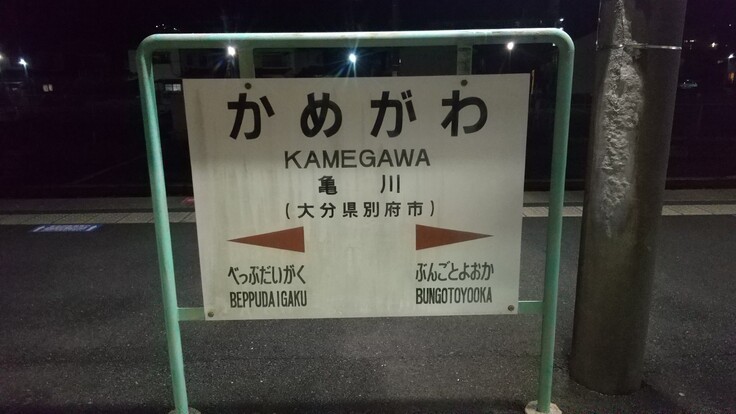 かめがわ
KAMEGAWA
亀川
(大分県別府市)
べっぷだいがく ぶんごとよおか
BEPPUDAIGAKU BUNGOTOYOOKA